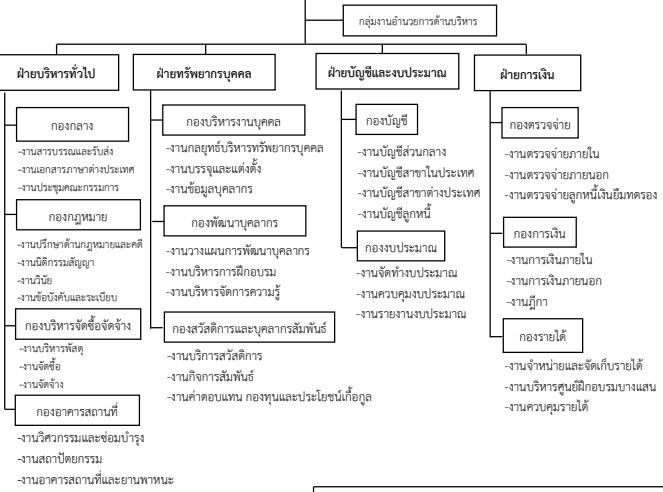 กลุ่มงานอำนวยการด้านบริหาร
ฝ่ายบริหารทั่วไป
กองกลาง
-งานสารบรรณและรับส่ง
-งานเอกสารภาษาต่างประเทศ
-งานประชุมคณะกรรมการ
กองกฎหมาย
-งานปรึกษาด้านกฎหมายและคดี
-งานนิติกรรมสัญญา
-งานวินัย
-งานข้อบังคับและระเบียบ
กองบริหารจัดซื้อจัดจ้าง
-งานบริหารพัสดุ
-งานจัดซื้อ
-งานจัดจ้าง
กองอาคารสถานที่
-งานวิศวกรรมและซ่อมบำรุง
-งานสถาปัตยกรรม
-งานอาคารสถานที่และยานพาหนะ
ฝ่ายทรัพยากรบุคคล
กองบริหารงานบุคคล
-งานกลยุทธ์บริหารทรัพยากรบุคคล
-งานบรรจุและแต่งตั้ง
-งานข้อมูลบุคลากร
กองพัฒนาบุคลากร
-งานวางแผนการพัฒนาบุคลากร
-งานบริหารการฝึกอบรม
-งานบริหารจัดการความรู้
กองสวัสดิการและบุคลากรสัมพันธ์
-งานบริการสวัสดิการ
-งานกิจการสัมพันธ์
-งานค่าตอบแทน กองทุนและประโยชน์เกื้อกูล
ฝ่ายบัญชีและงบประมาณ
กองบัญชี
-งานบัญชีส่วนกลาง
-งานบัญชีสาขาในประเทศ
-งานบัญชีสาขาต่างประเทศ
-งานบัญชีลูกหนี้
กองงบประมาณ
-งานจัดทำงบประมาณ
-งานควบคุมงบประมาณ
-งานรายงานงบประมาณ
ฝ่ายการเงิน
กองตรวจจ่าย
-งานตรวจจ่ายภายใน
-งานตรวจจ่ายภายนอก
-งานตรวจจ่ายลูกหนี้เงินยืมทดรอง
กองการเงิน
-งานการเงินภายใน
-งานการเงินภายนอก
-งานฎีกา
กองรายได้
-งานจำหน่ายและจัดเก็บรายได้
-งานบริหารศูนย์ฝึกอบรมบางแสน
-งานควบคุมรายได้